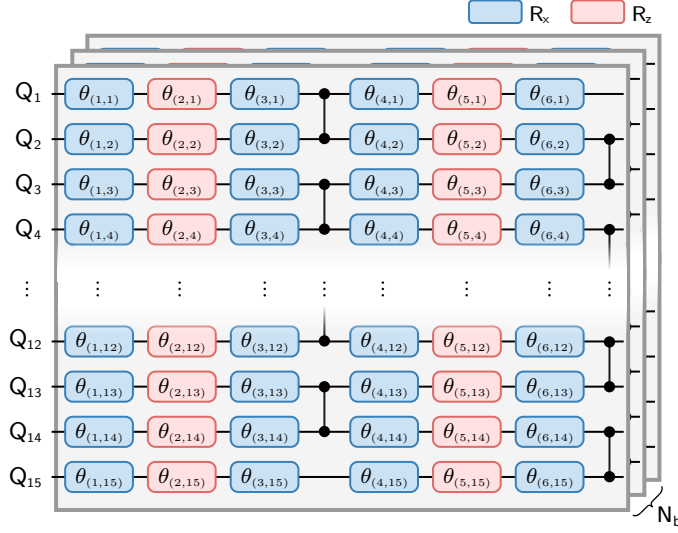 Rₓ R_z
Q₁ θ₍₁,₁₎ θ₍₂,₁₎ θ₍₃,₁₎ θ₍₄,₁₎ θ₍₅,₁₎ θ₍₆,₁₎
Q₂ θ₍₁,₂₎ θ₍₂,₂₎ θ₍₃,₂₎ θ₍₄,₂₎ θ₍₅,₂₎ θ₍₆,₂₎
Q₃ θ₍₁,₃₎ θ₍₂,₃₎ θ₍₃,₃₎ θ₍₄,₃₎ θ₍₅,₃₎ θ₍₆,₃₎
Q₄ θ₍₁,₄₎ θ₍₂,₄₎ θ₍₃,₄₎ θ₍₄,₄₎ θ₍₅,₄₎ θ₍₆,₄₎
⋮ ⋮ ⋮ ⋮ ⋮ ⋮ ⋮ ⋮ ⋮
Q₁₂ θ₍₁,₁₂₎ θ₍₂,₁₂₎ θ₍₃,₁₂₎ θ₍₄,₁₂₎ θ₍₅,₁₂₎ θ₍₆,₁₂₎
Q₁₃ θ₍₁,₁₃₎ θ₍₂,₁₃₎ θ₍₃,₁₃₎ θ₍₄,₁₃₎ θ₍₅,₁₃₎ θ₍₆,₁₃₎
Q₁₄ θ₍₁,₁₄₎ θ₍₂,₁₄₎ θ₍₃,₁₄₎ θ₍₄,₁₄₎ θ₍₅,₁₄₎ θ₍₆,₁₄₎
Q₁₅ θ₍₁,₁₅₎ θ₍₂,₁₅₎ θ₍₃,₁₅₎ θ₍₄,₁₅₎ θ₍₅,₁₅₎ θ₍₆,₁₅₎
N_b